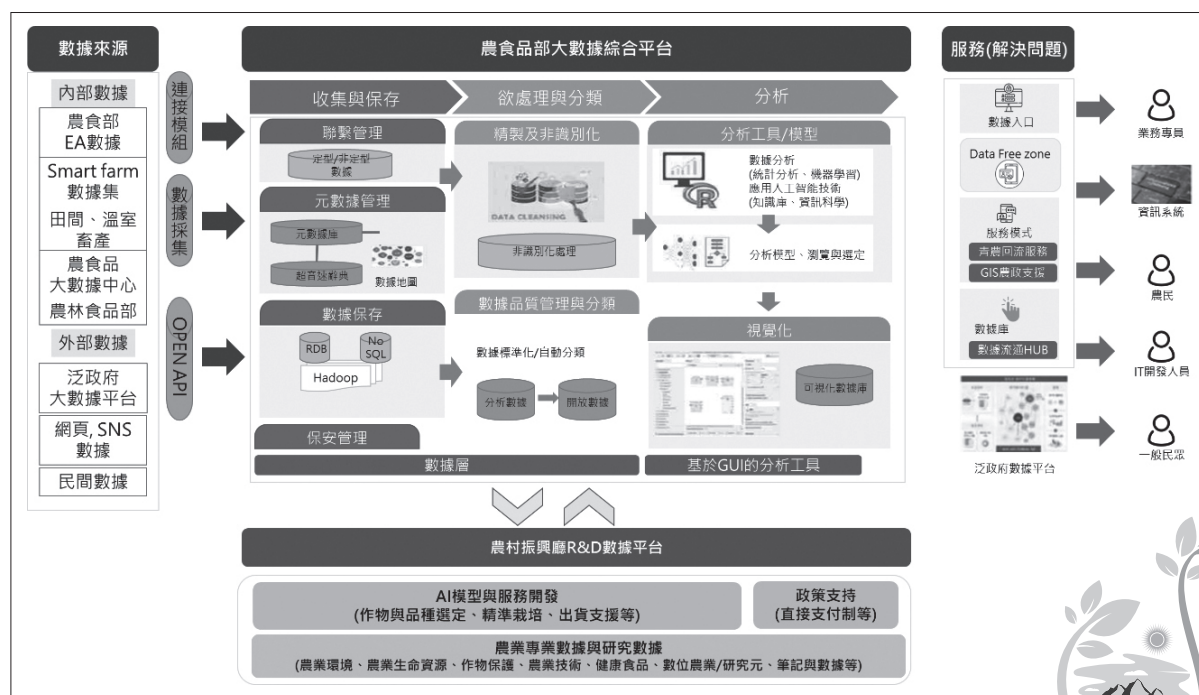 數據來源
內部數據
農食部
EA數據
Smart farm
數據集
田間、溫室
畜產
農食品
大數據中心
農林食品部
外部數據
泛政府
大數據平台
網頁, SNS
數據
民間數據
連接模組
數據採集
OPEN API
農食品部大數據綜合平台
收集與保存
欲處理與分類
分析
聯繫管理
定型/非定型
數據
元數據管理
元數據庫
數據地圖
數據保存
RDB
No
SQL
Hadoop
保安管理
精製及非識別化
DATA CLEANSING
非識別化處理
數據品質管理與分類
數據標準化/自動分類
分析數據
開放數據
數據層
分析工具/模型
數據分析
(統計分析、機器學習)
應用人工智能技術
(知識庫、資訊科學)
R
分析模型、瀏覽與選定
視覺化
可視化數據庫
基於GUI的分析工具
服務(解決問題)
數據入口
Data Free zone
服務模式
青農回流服務
GIS農政支援
數據庫
數據流通HUB
泛政府數據平台
業務專員
資訊系統
農民
IT開發人員
一般民眾
農村振興廳R&D數據平台
AI模型與服務開發
(作物與品種選定、精準栽培、出貨支援等)
政策支持
(直接支付制等)
農業專業數據與研究數據
(農業環境、農業生命資源、作物保護、農業技術、健康食品、數位農業/研究元、筆記與數據等)